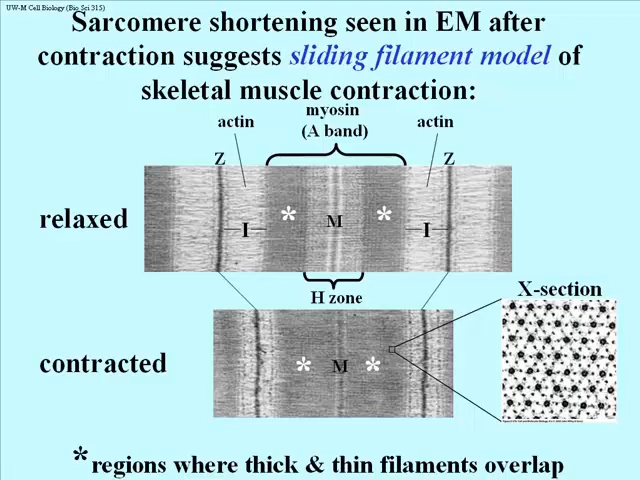 UW-M Cell Biology (Bio Sci 315)
Sarcomere shortening seen in EM after
contraction suggests sliding filament model of
skeletal muscle contraction:
myosin
actin (A band) actin
Z Z
relaxed
* M *
I I
H zone
X-section
contracted
* M *
*regions where thick & thin filaments overlap